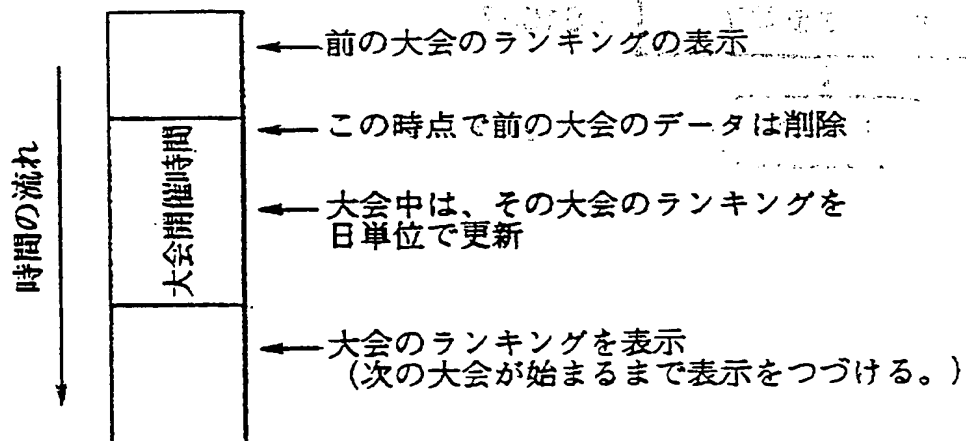 前の大会のランキングの表示
この時点で前の大会のデータは削除
時間の流れ
大会開催時間
大会中は、その大会のランキングを
日単位で更新
大会のランキングを表示
(次の大会が始まるまで表示をつづける。)